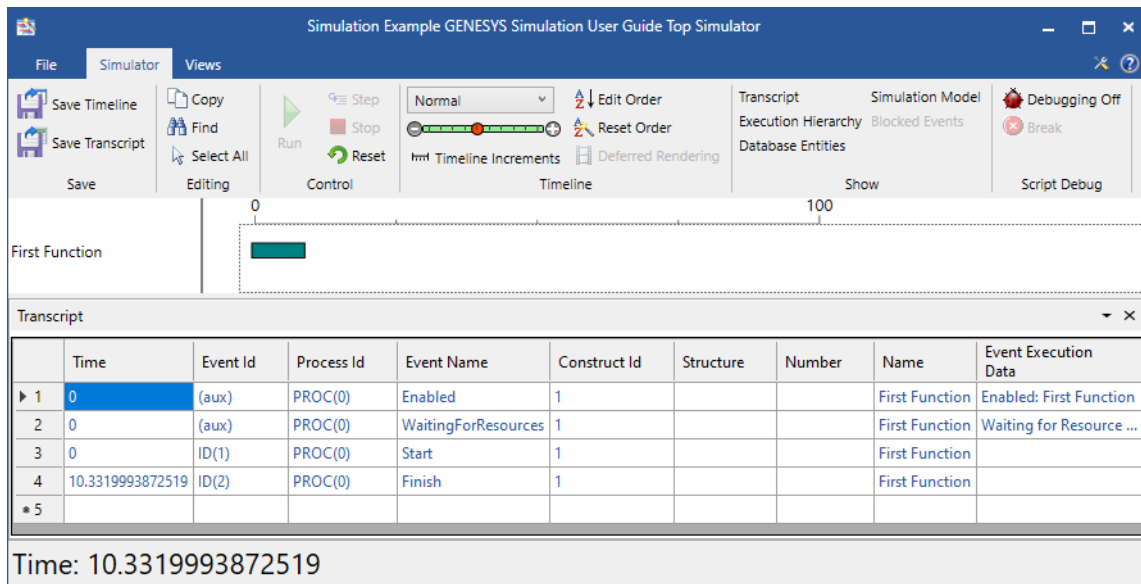 Simulation Example GENESYS Simulation User Guide Top Simulator
File Simulator Views
Save Timeline
Save Transcript
Save
Copy
Find
Select All
Editing
Run
Step
Stop
Reset
Control
Normal
Timeline Increments
Edit Order
Reset Order
Deferred Rendering
Timeline
Transcript Simulation Model
Execution Hierarchy Blocked Events
Database Entities
Show
Debugging Off
Break
Script Debug
0 100
First Function
Transcript
Time Event Id Process Id Event Name Construct Id Structure Number Name Event Execution Data
1 0 (aux) PROC(0) Enabled 1 First Function Enabled: First Function
2 0 (aux) PROC(0) WaitingForResources 1 First Function Waiting for Resource ...
3 0 ID(1) PROC(0) Start 1 First Function
4 10.3319993872519 ID(2) PROC(0) Finish 1 First Function
5
Time: 10.3319993872519